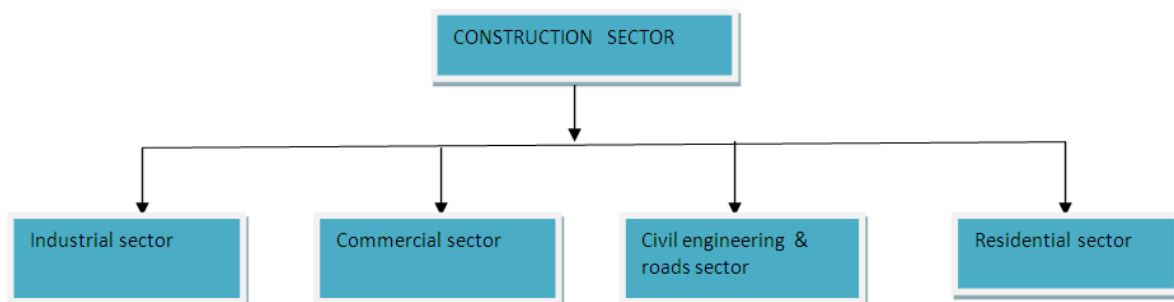 CONSTRUCTION SECTOR
Industrial sector
Commercial sector
Civil engineering &
roads sector
Residential sector